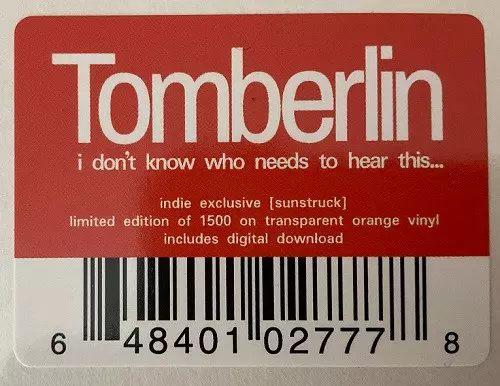 Tomberlin
i don't know who needs to hear this...
indie exclusive [sunstruck]
limited edition of 1500 on transparent orange vinyl
includes digital download
6 48401 02777 8